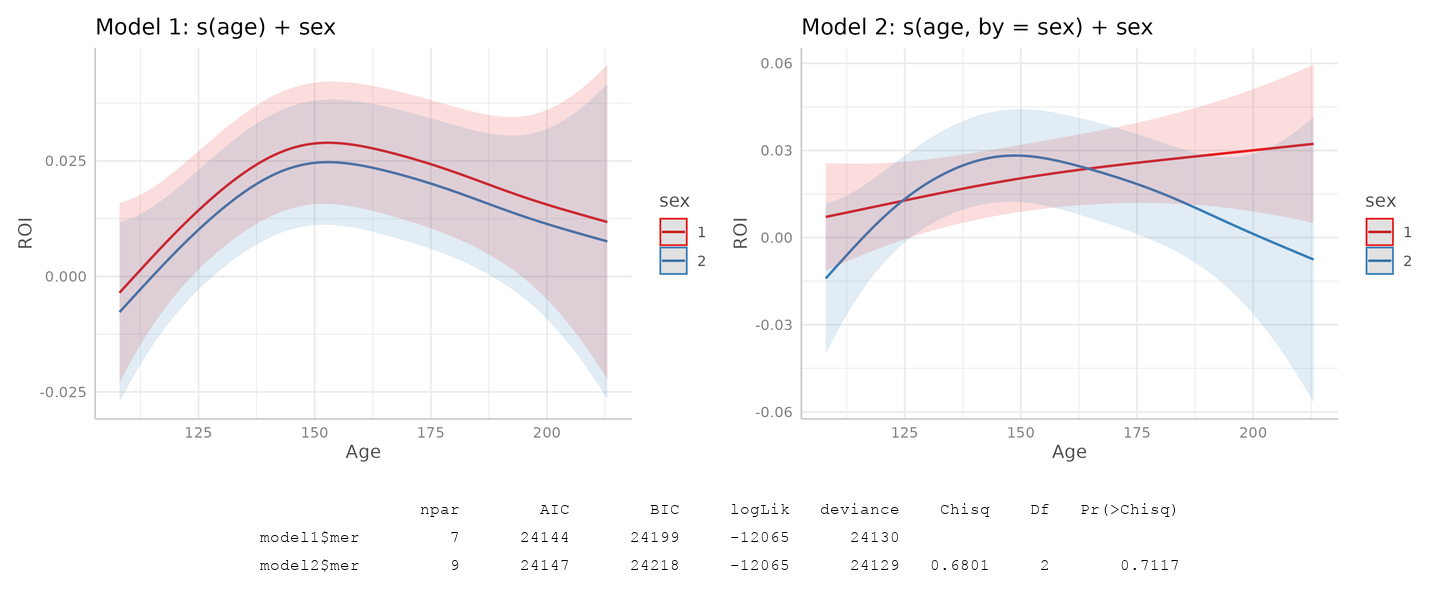 Model 1: s(age) + sex
0.025
0.000
-0.025
ROI
125 150 175 200
Age
sex
1
2
Model 2: s(age, by = sex) + sex
0.06
0.03
0.00
-0.03
-0.06
ROI
125 150 175 200
Age
sex
1
2
npar AIC BIC logLik deviance Chisq Df Pr(>Chisq)
model1$mer 7 24144 24199 -12065 24130
model2$mer 9 24147 24218 -12065 24129 0.6801 2 0.7117